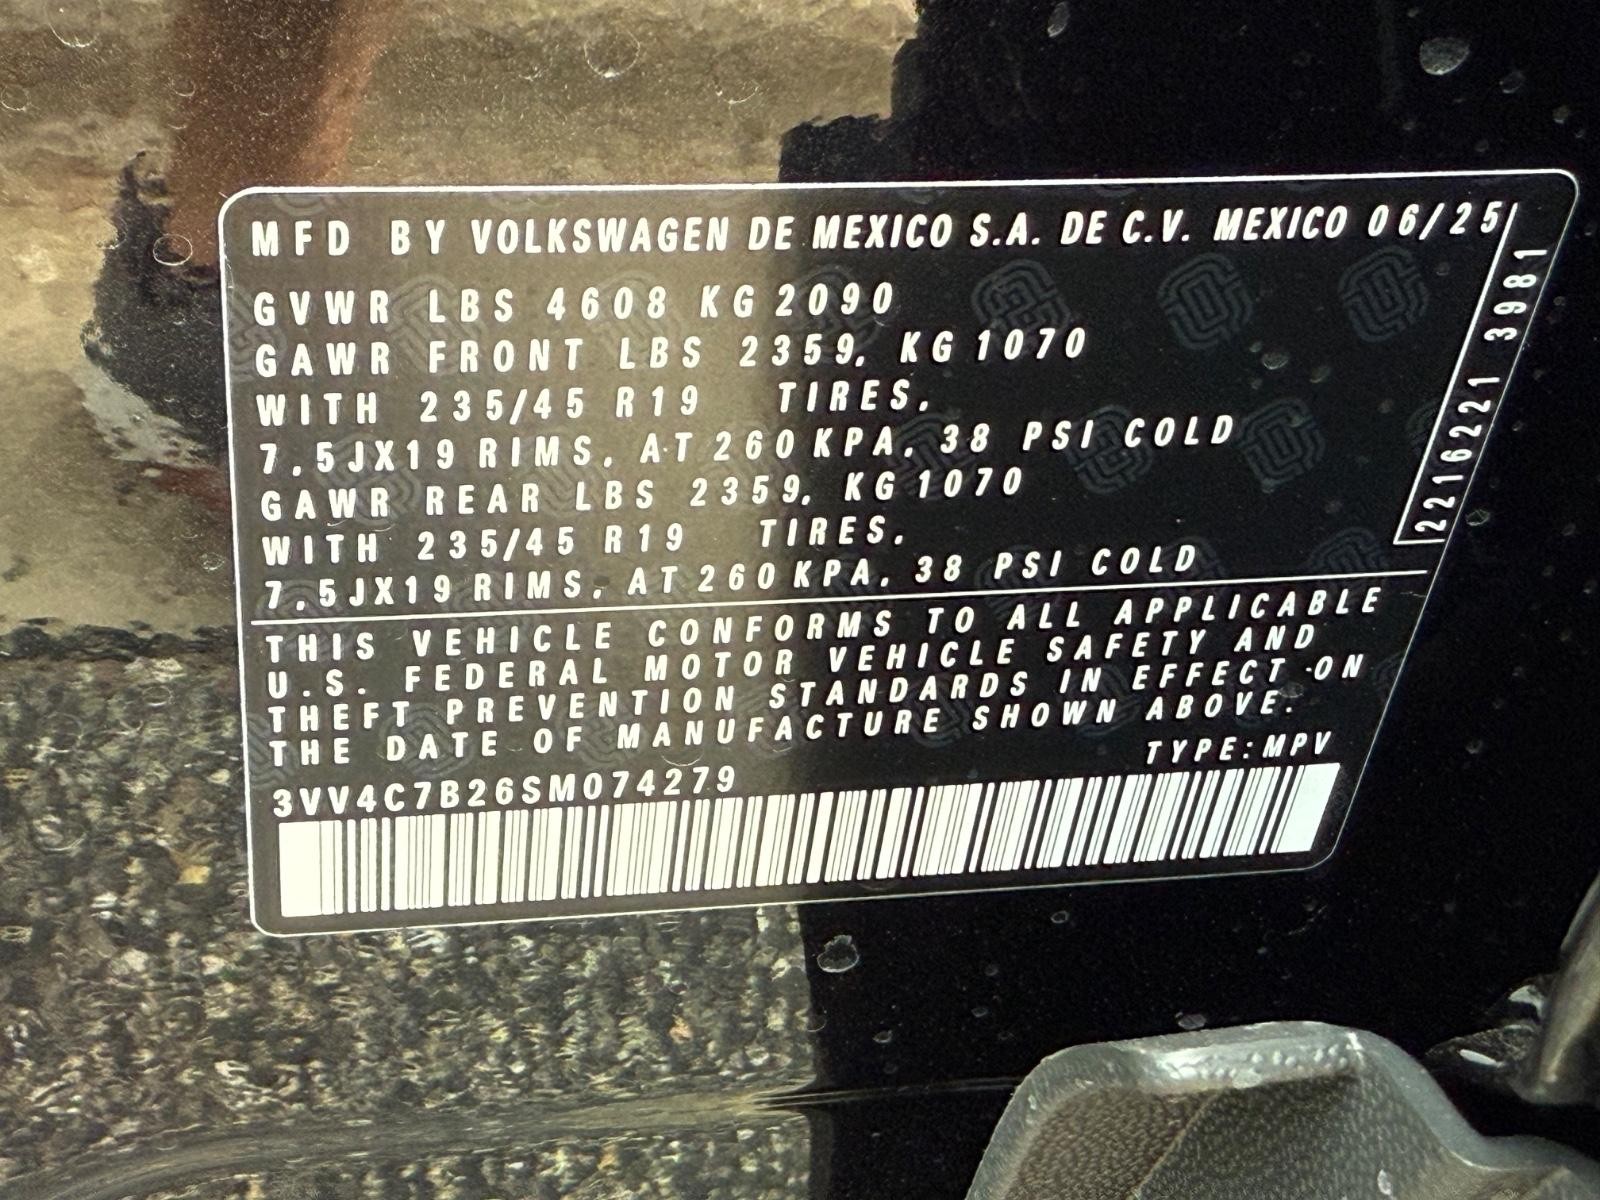 MFD BY VOLKSWAGEN DE MEXICO S.A. DE C.V. MEXICO 06/25
GVWR LBS 4608 KG 2090
GAWR FRONT LBS 2359, KG 1070
WITH 235/45 R19 TIRES,
7,5JX19 RIMS, AT 260 KPA, 38 PSI COLD
GAWR REAR LBS 2359, KG 1070
WITH 235/45 R19 TIRES,
7,5JX19 RIMS, AT 260 KPA, 38 PSI COLD
2216221 3981
THIS VEHICLE CONFORMS TO ALL APPLICABLE
U.S. FEDERAL MOTOR VEHICLE SAFETY AND
THEFT PREVENTION STANDARDS IN EFFECT ON
THE DATE OF MANUFACTURE SHOWN ABOVE.
TYPE:MPV
3VV4C7B26SM074279